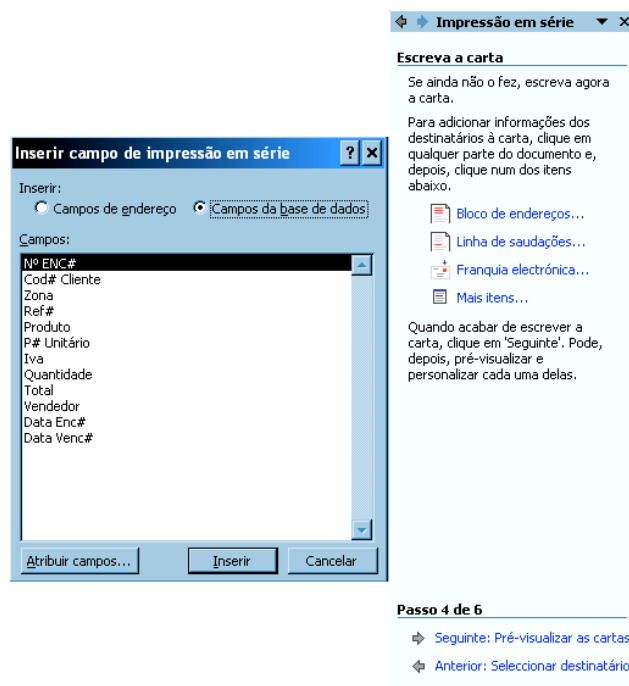 Impressão em série
Escreva a carta
Se ainda não o fez, escreva agora
a carta.
Para adicionar informações dos
destinatários à carta, clique em
qualquer parte do documento e,
depois, clique num dos itens
abaixo.
Bloco de endereços...
Linha de saudações...
Franquia electrónica...
Mais itens...
Quando acabar de escrever a
carta, clique em 'Seguinte'. Pode,
depois, pré-visualizar e
personalizar cada uma delas.
Passo 4 de 6
Seguinte: Pré-visualizar as cartas
Anterior: Seleccionar destinatário
Inserir campo de impressão em série
Inserir:
Campos de endereço Campos da base de dados
Campos:
Nº ENC#
Cod# Cliente
Zona
Ref#
Produto
P# Unitário
Iva
Quantidade
Total
Vendedor
Data Enc#
Data Venc#
Atribuir campos... Inserir Cancelar